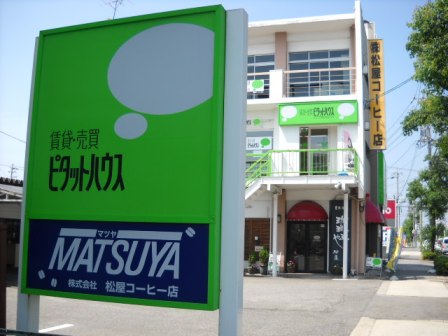 賃貸・売買
ピタットハウス
マツヤ
MATSUYA
株式会社 松屋コーヒー店
㈱松屋コーヒー店
ピタットハウス